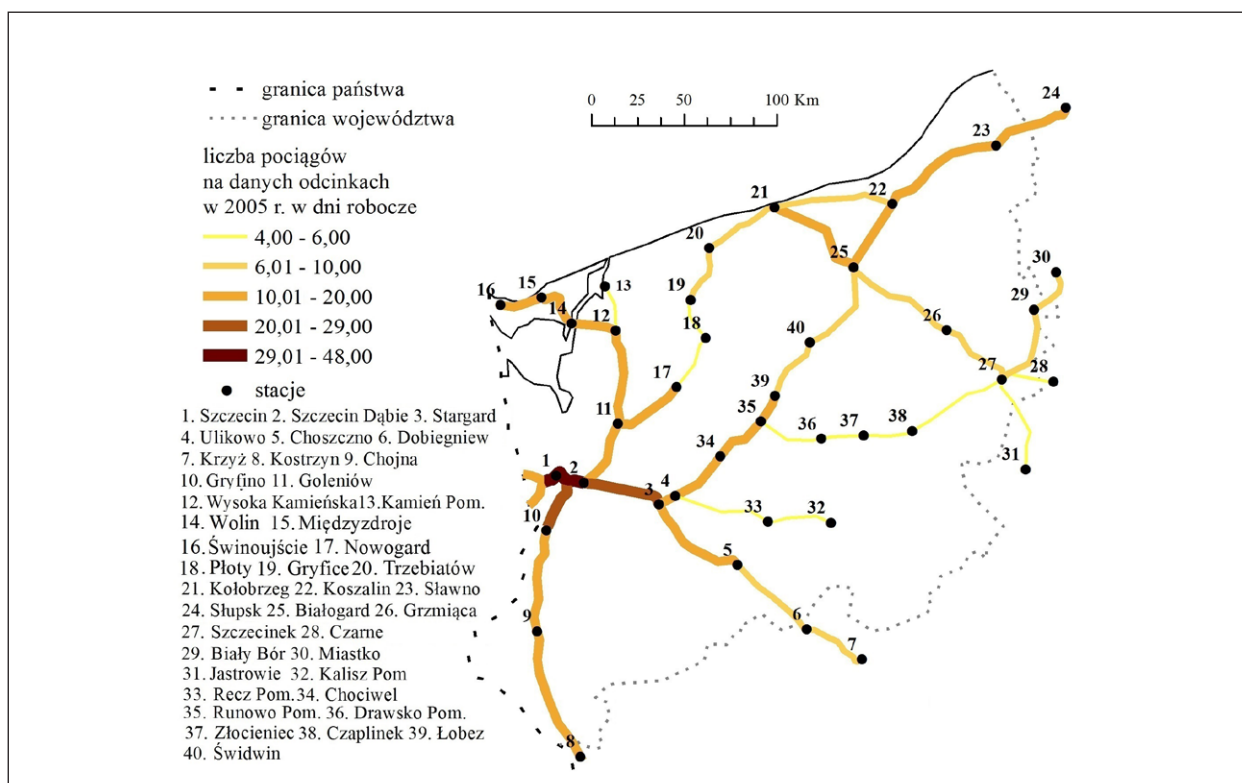 granica państwa
granica województwa
liczba pociągów
na danych odcinkach
w 2005 r. w dni robocze
4,00 - 6,00
6,01 - 10,00
10,01 - 20,00
20,01 - 29,00
29,01 - 48,00
stacje
1. Szczecin 2. Szczecin Dąbie 3. Stargard
4. Ulikowo 5. Choszczno 6. Dobiegniew
7. Krzyż 8. Kostrzyn 9. Chojna
10. Gryfino 11. Goleniów
12. Wysoka Kamieńska13.Kamień Pom.
14. Wolin 15. Międzyzdroje
16. Świnoujście 17. Nowogard
18. Płoty 19. Gryfice20. Trzebiatów
21. Kołobrzeg 22. Koszalin 23. Sławno
24. Słupsk 25. Białogard 26. Grzmiąca
27. Szczecinek 28. Czarne
29. Biały Bór 30. Miastko
31. Jastrowie 32. Kalisz Pom
33. Recz Pom.34. Chociwel
35. Runowo Pom. 36. Drawsko Pom.
37. Złocieniec 38. Czaplinek 39. Łobez
40. Świdwin
0 25 50 100 Km
24
23
21
22
20
25
30
16
15
13
19
29
14
12
18
40
26
17
27
28
39
11
35
36
37
38
34
31
1
2
4
3
33
32
10
5
9
6
7
8